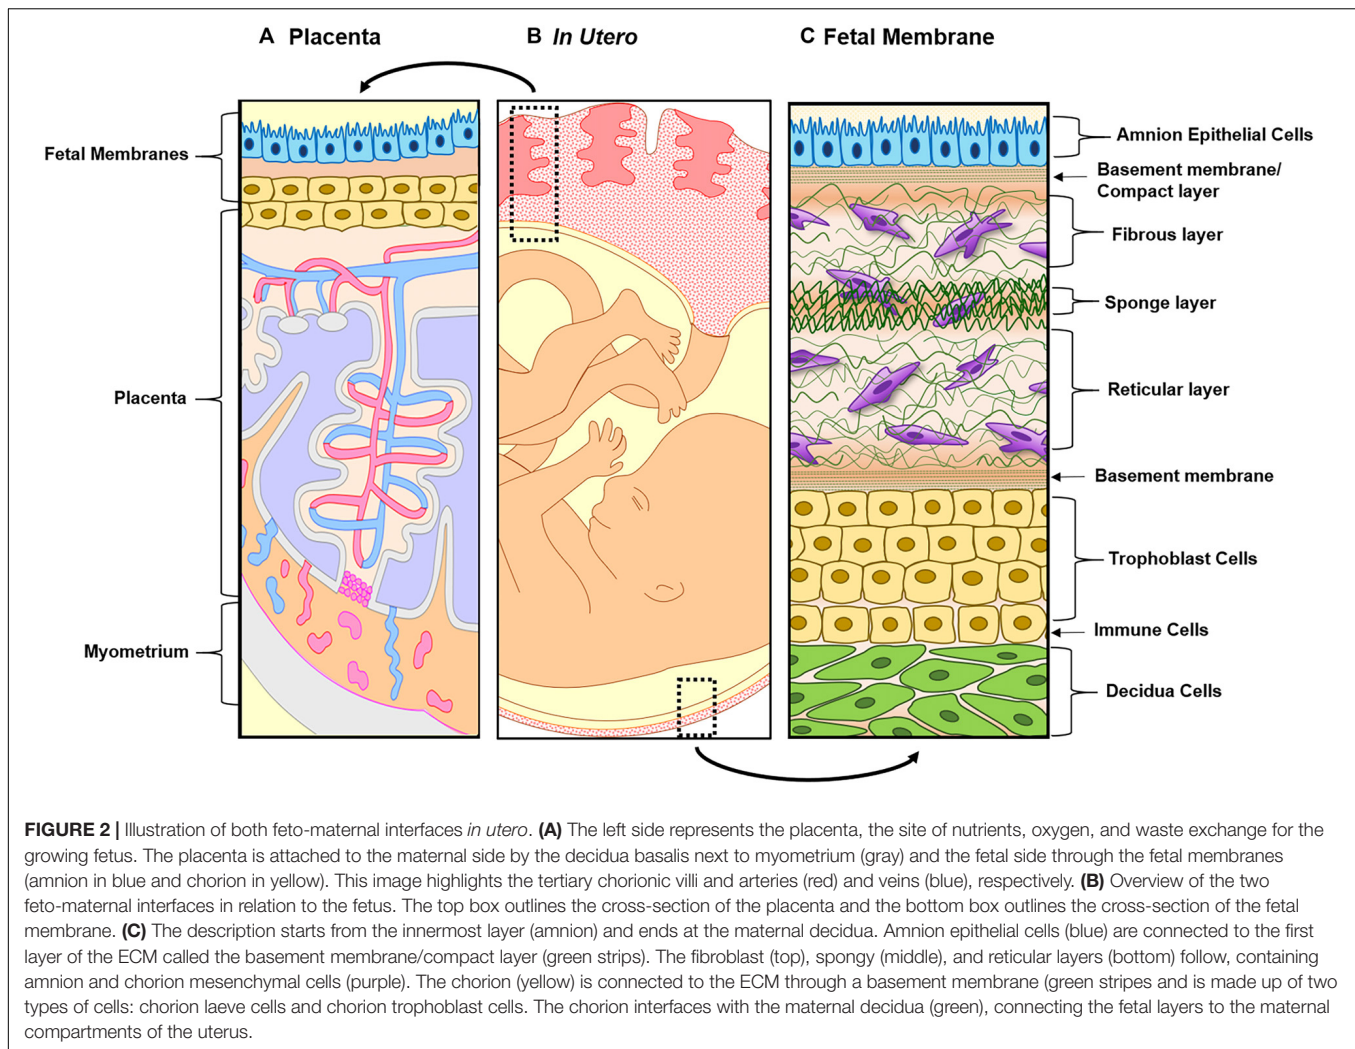 A Placenta
B In Utero
C Fetal Membrane
Fetal Membranes
Placenta
Myometrium
Amnion Epithelial Cells
Basement membrane/
Compact layer
Fibrous layer
Sponge layer
Reticular layer
Basement membrane
Trophoblast Cells
Immune Cells
Decidua Cells
FIGURE 2 | Illustration of both feto-maternal interfaces in utero. (A) The left side represents the placenta, the site of nutrients, oxygen, and waste exchange for the
growing fetus. The placenta is attached to the maternal side by the decidua basalis next to myometrium (gray) and the fetal side through the fetal membranes
(amnion in blue and chorion in yellow). This image highlights the tertiary chorionic villi and arteries (red) and veins (blue), respectively. (B) Overview of the two
feto-maternal interfaces in relation to the fetus. The top box outlines the cross-section of the placenta and the bottom box outlines the cross-section of the fetal
membrane. (C) The description starts from the innermost layer (amnion) and ends at the maternal decidua. Amnion epithelial cells (blue) are connected to the first
layer of the ECM called the basement membrane/compact layer (green strips). The fibroblast (top), spongy (middle), and reticular layers (bottom) follow, containing
amnion and chorion mesenchymal cells (purple). The chorion (yellow) is connected to the ECM through a basement membrane (green stripes and is made up of two
types of cells: chorion laeve cells and chorion trophoblast cells. The chorion interfaces with the maternal decidua (green), connecting the fetal layers to the maternal
compartments of the uterus.